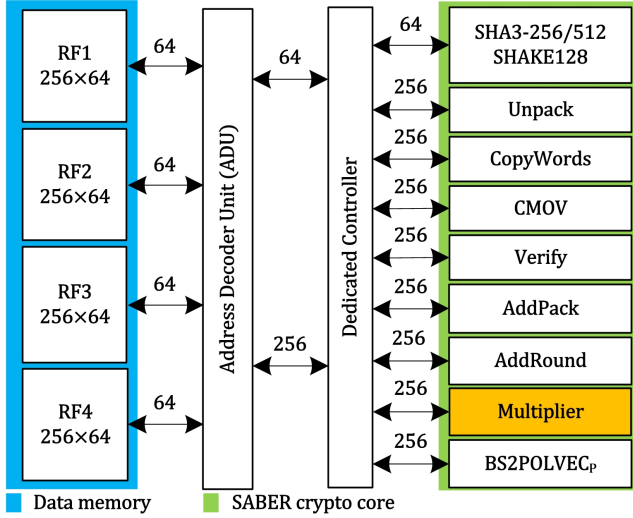 RF1
256×64
RF2
256×64
RF3
256×64
RF4
256×64
64
64
64
64
Address Decoder Unit (ADU)
64
256
Dedicated Controller
64
256
256
256
256
256
256
256
256
SHA3-256/512
SHAKE128
Unpack
CopyWords
CMOV
Verify
AddPack
AddRound
Multiplier
BS2POLVECₚ
Data memory
SABER crypto core